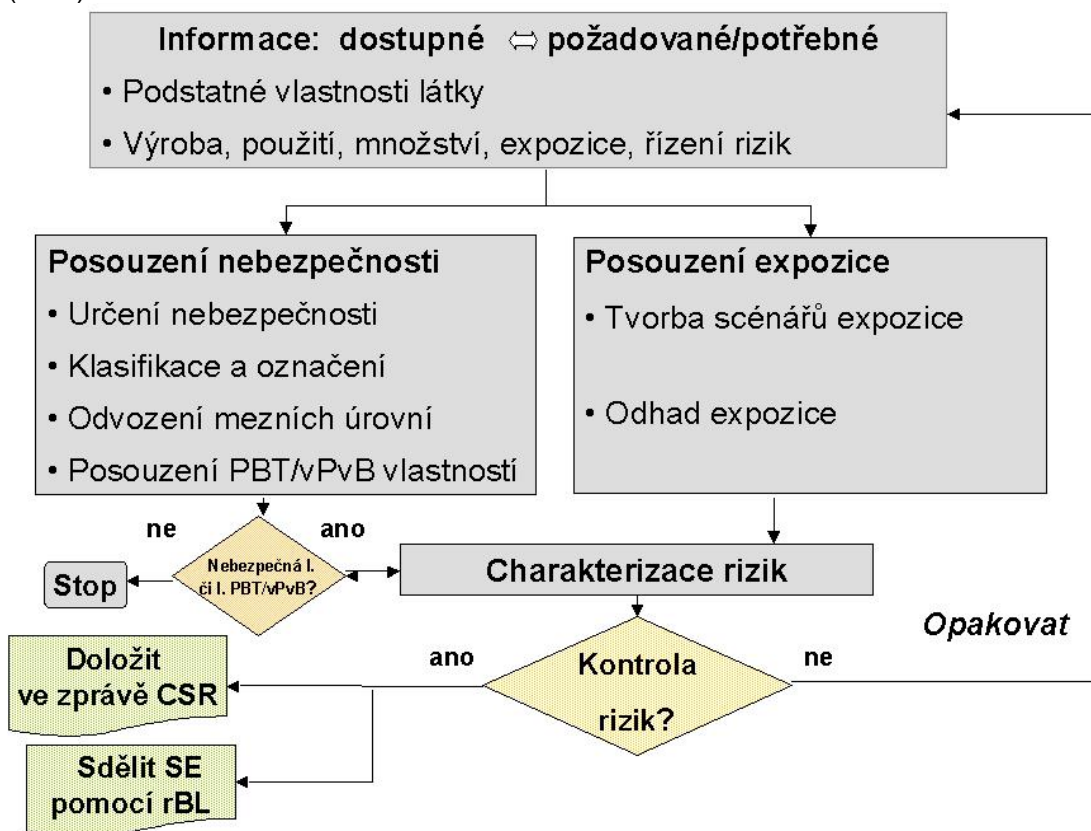 Informace: dostupné ⇔ požadované/potřebné
• Podstatné vlastnosti látky
• Výroba, použití, množství, expozice, řízení rizik
Posouzení nebezpečnosti
• Určení nebezpečnosti
• Klasifikace a označení
• Odvození mezních úrovní
• Posouzení PBT/vPvB vlastností
Posouzení expozice
• Tvorba scénářů expozice
• Odhad expozice
ne
ano
Nebezpečná l.
či l. PBT/vPvB?
Stop
Charakterizace rizik
Opakovat
Doložit
ve zprávě CSR
ano
Kontrola
rizik?
ne
Sdělit SE
pomocí rBL